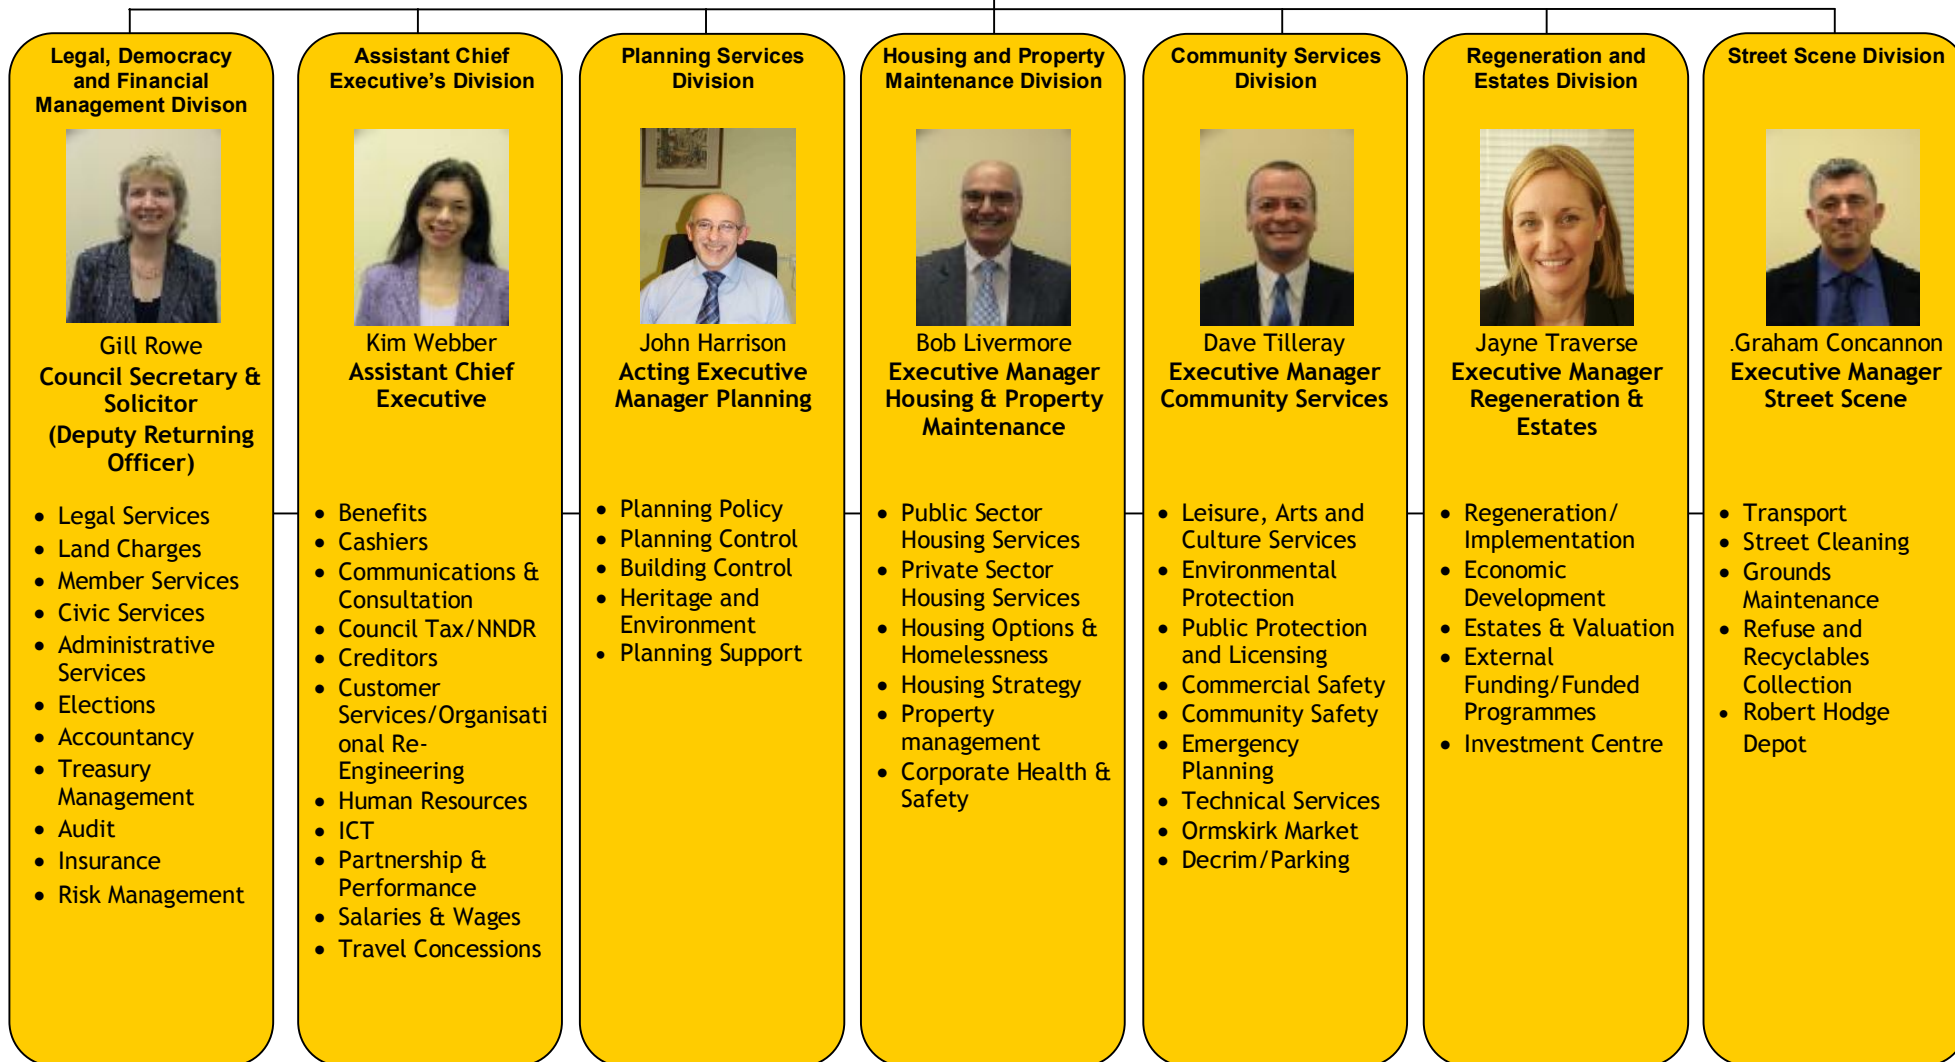 Legal, Democracy
and Financial
Management Divison
Gill Rowe
Council Secretary &
Solicitor
(Deputy Returning
Officer)
• Legal Services
• Land Charges
• Member Services
• Civic Services
• Administrative
Services
• Elections
• Accountancy
• Treasury
Management
• Audit
• Insurance
• Risk Management
Assistant Chief
Executive’s Division
Kim Webber
Assistant Chief
Executive
• Benefits
• Cashiers
• Communications &
Consultation
• Council Tax/NNDR
• Creditors
• Customer
Services/Organisati
onal Re-
Engineering
• Human Resources
• ICT
• Partnership &
Performance
• Salaries & Wages
• Travel Concessions
Planning Services
Division
John Harrison
Acting Executive
Manager Planning
• Planning Policy
• Planning Control
• Building Control
• Heritage and
Environment
• Planning Support
Housing and Property
Maintenance Division
Bob Livermore
Executive Manager
Housing & Property
Maintenance
• Public Sector
Housing Services
• Private Sector
Housing Services
• Housing Options &
Homelessness
• Housing Strategy
• Property
management
• Corporate Health &
Safety
Community Services
Division
Dave Tilleray
Executive Manager
Community Services
• Leisure, Arts and
Culture Services
• Environmental
Protection
• Public Protection
and Licensing
• Commercial Safety
• Community Safety
• Emergency
Planning
• Technical Services
• Ormskirk Market
• Decrim/Parking
Regeneration and
Estates Division
Jayne Traverse
Executive Manager
Regeneration &
Estates
• Regeneration/
Implementation
• Economic
Development
• Estates & Valuation
• External
Funding/Funded
Programmes
• Investment Centre
Street Scene Division
.Graham Concannon
Executive Manager
Street Scene
• Transport
• Street Cleaning
• Grounds
Maintenance
• Refuse and
Recyclables
Collection
• Robert Hodge
Depot